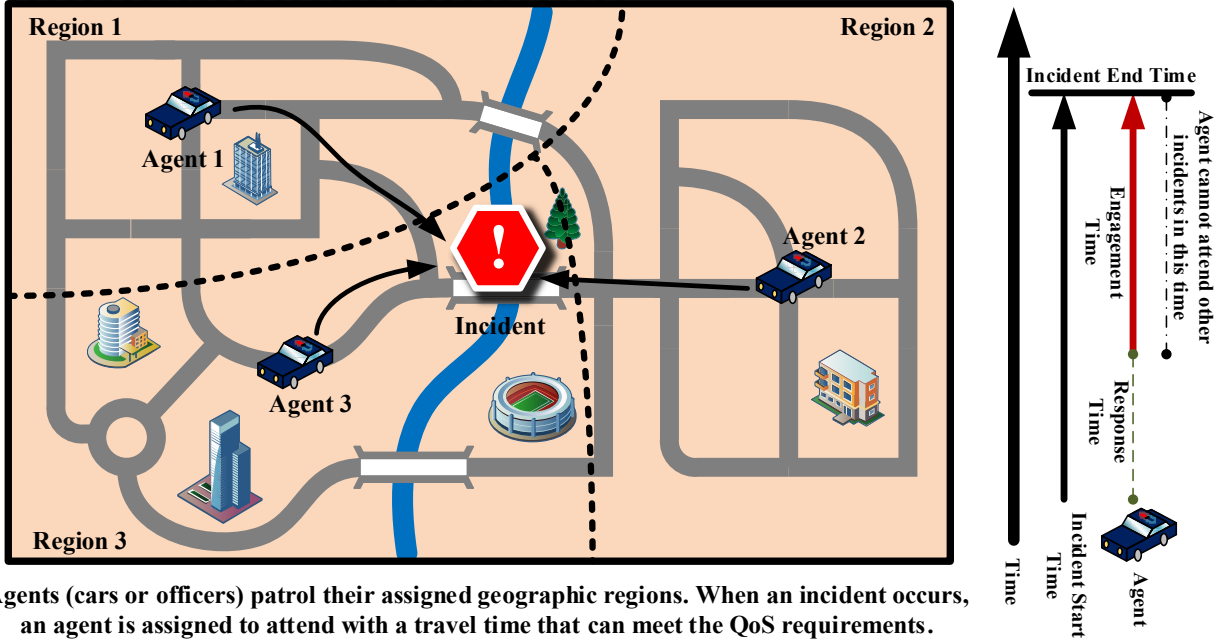 Region 1
Region 2
Agent 1
Agent 2
!
Incident
Agent 3
Region 3
Incident End Time
Agent cannot attend other
incidents in this time
Engagement
Time
Response
Time
Incident Start
Time
Agent
Time
Agents (cars or officers) patrol their assigned geographic regions. When an incident occurs,
an agent is assigned to attend with a travel time that can meet the QoS requirements.